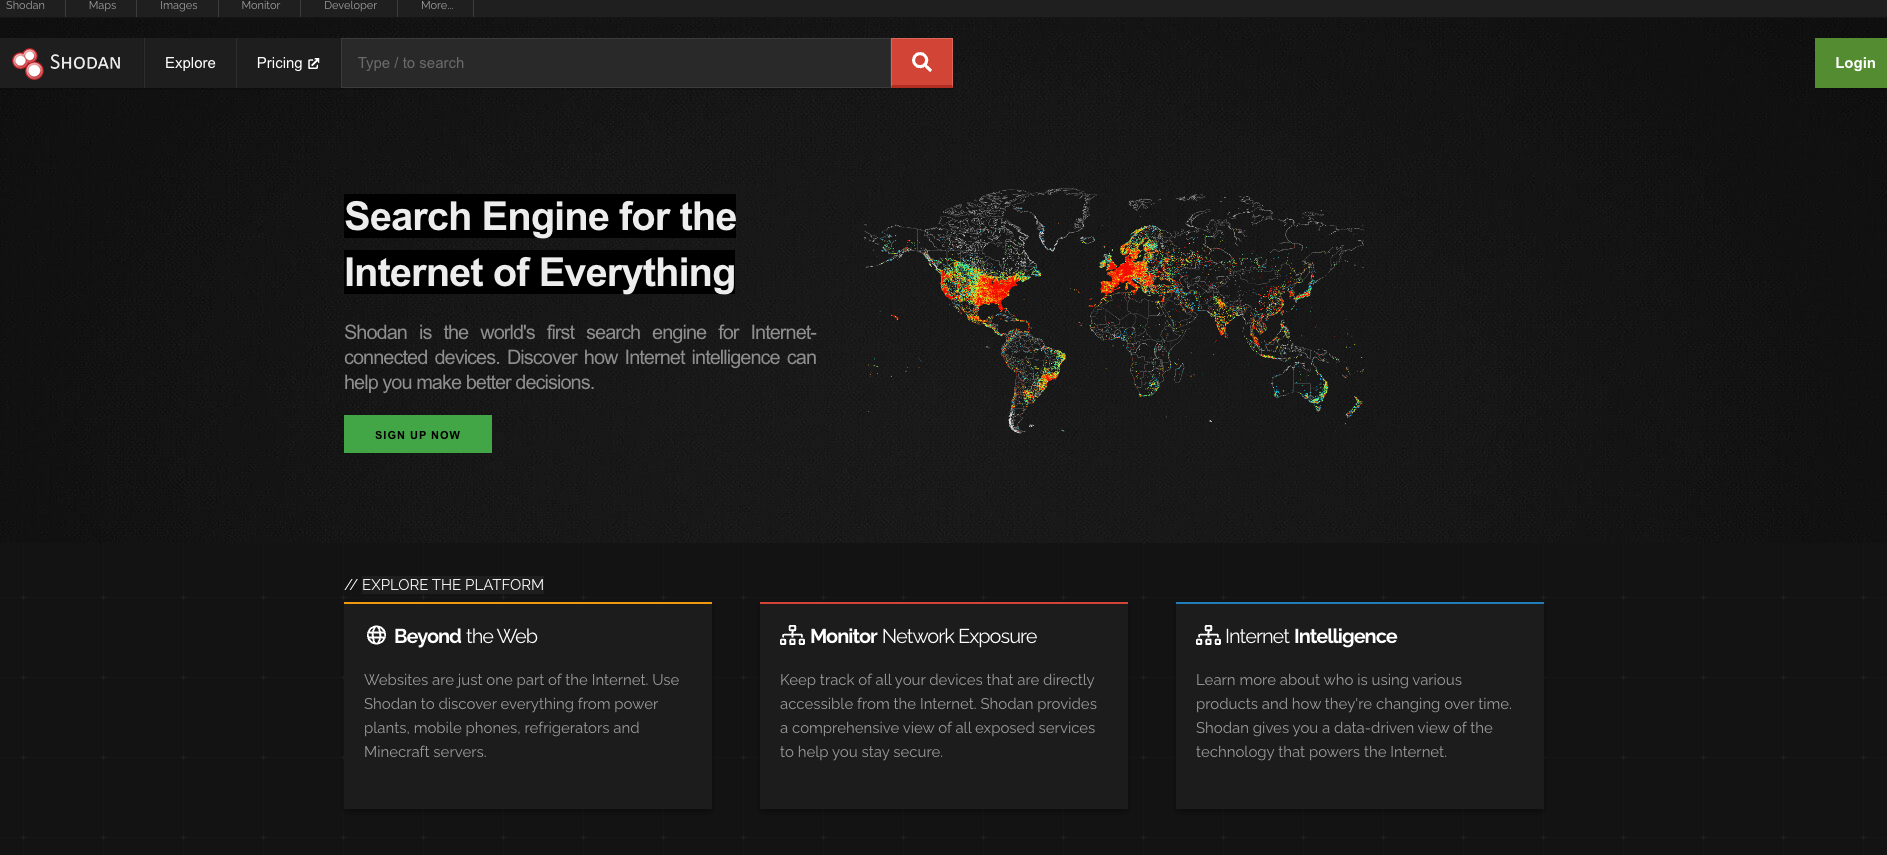 Shodan Maps Images Monitor Developer More...
SHODAN Explore Pricing Type / to search Login
Search Engine for the
Internet of Everything
Shodan is the world's first search engine for Internet-
connected devices. Discover how Internet intelligence can
help you make better decisions.
SIGN UP NOW
// EXPLORE THE PLATFORM
Beyond the Web
Websites are just one part of the Internet. Use
Shodan to discover everything from power
plants, mobile phones, refrigerators and
Minecraft servers.
Monitor Network Exposure
Keep track of all your devices that are directly
accessible from the Internet. Shodan provides
a comprehensive view of all exposed services
to help you stay secure.
Internet Intelligence
Learn more about who is using various
products and how they're changing over time.
Shodan gives you a data-driven view of the
technology that powers the Internet.